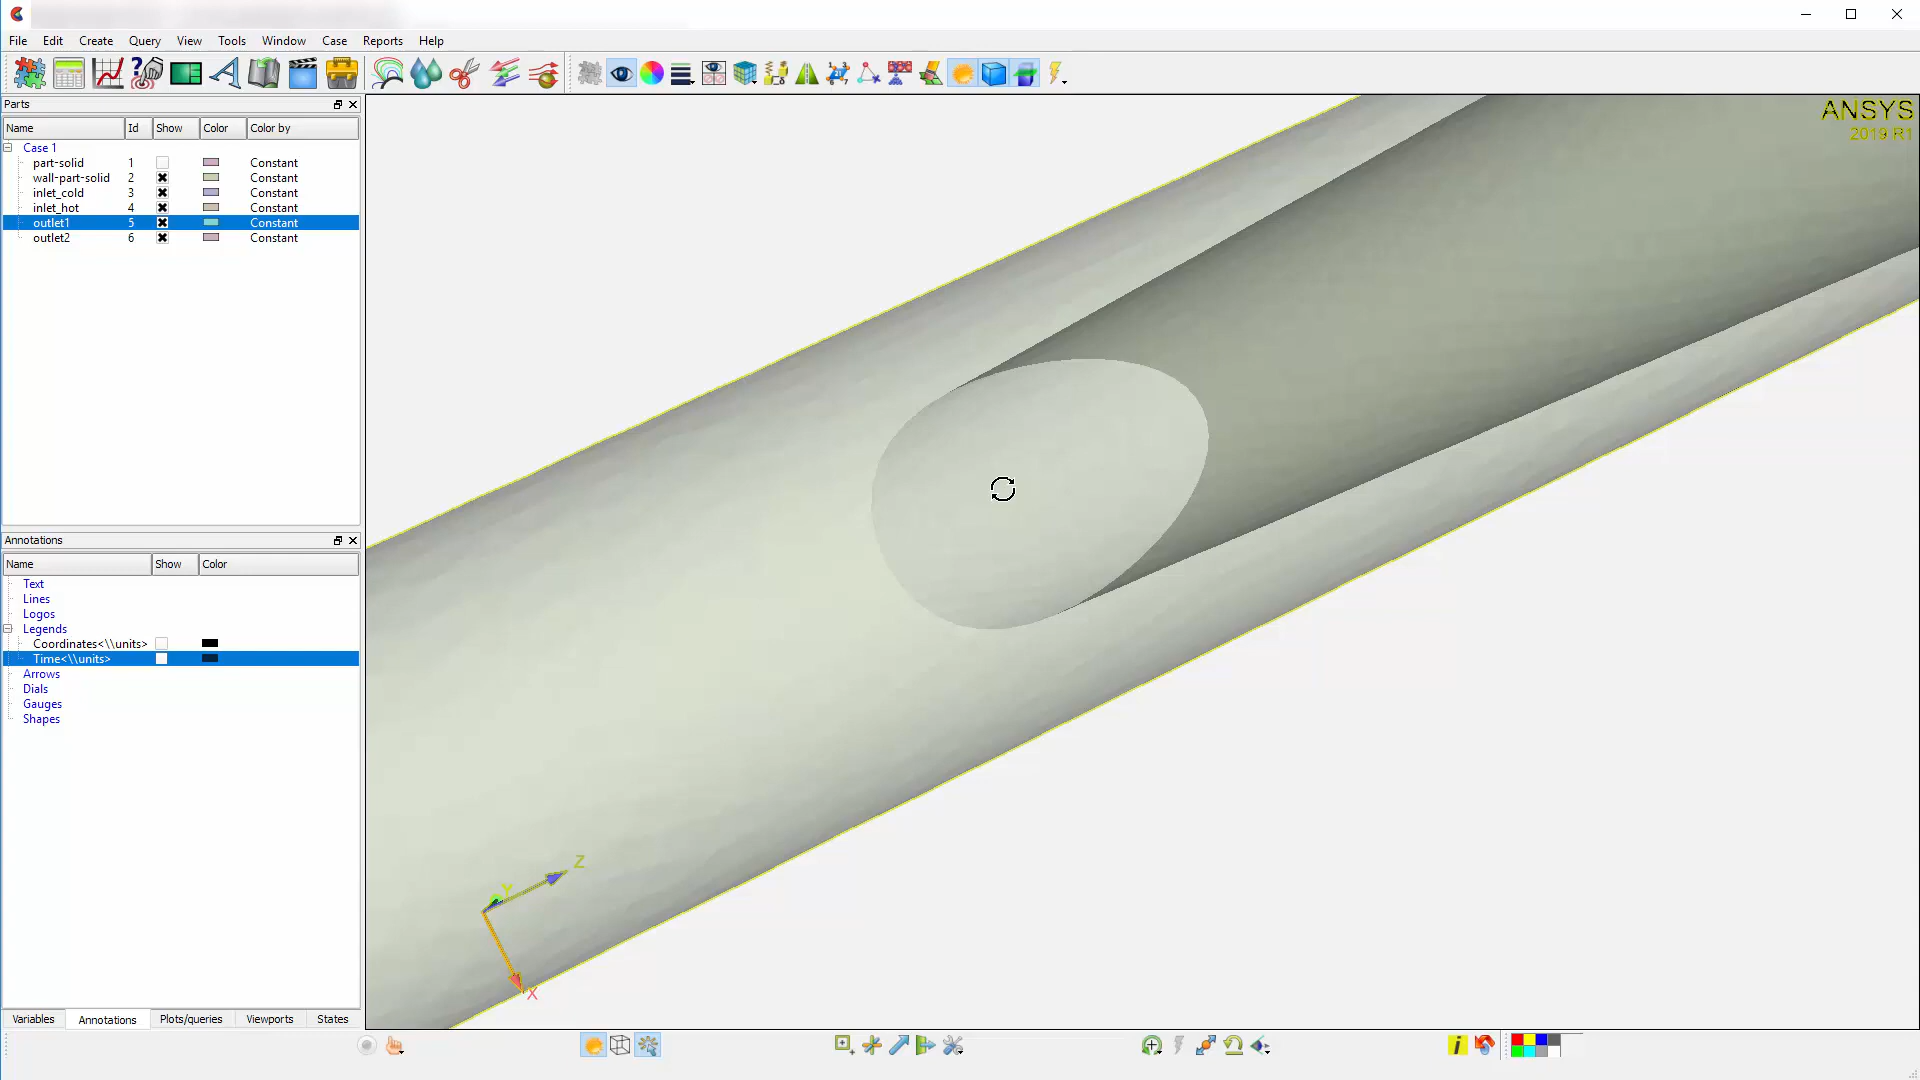 File Edit Create Query View Tools Window Case Reports Help
Parts
Name Id Show Color Color by
Case 1
part-solid 1 Constant
wall-part-solid 2 Constant
inlet_cold 3 Constant
inlet_hot 4 Constant
outlet1 5 Constant
outlet2 6 Constant
ANSYS
2019 R1
Annotations
Name Show Color
Text
Lines
Logos
Legends
Coordinates<\\units>
Time<\\units>
Arrows
Dials
Gauges
Shapes
Z
Y
X
Variables Annotations Plots/queries Viewports States